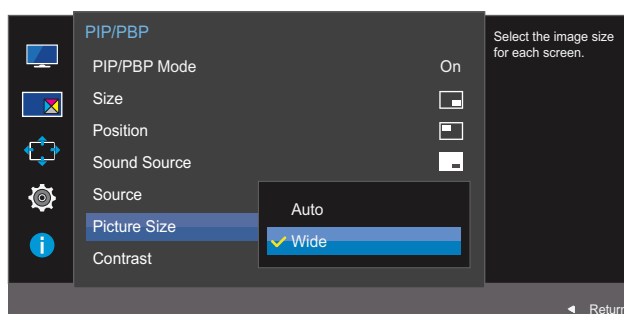 PIP/PBP
Select the image size
for each screen.
PIP/PBP Mode On
Size
Position
Sound Source
Source
Auto
Picture Size
Wide
Contrast
Return